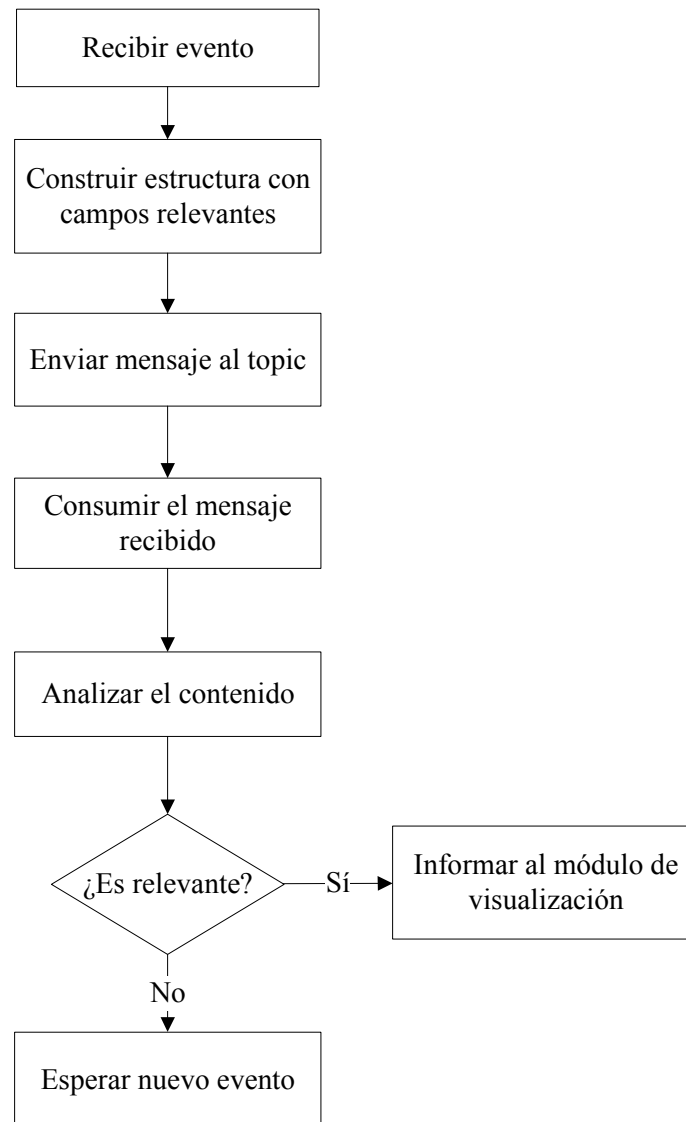 Recibir evento
Construir estructura con
campos relevantes
Enviar mensaje al topic
Consumir el mensaje
recibido
Analizar el contenido
¿Es relevante?
Sí
Informar al módulo de
visualización
No
Esperar nuevo evento